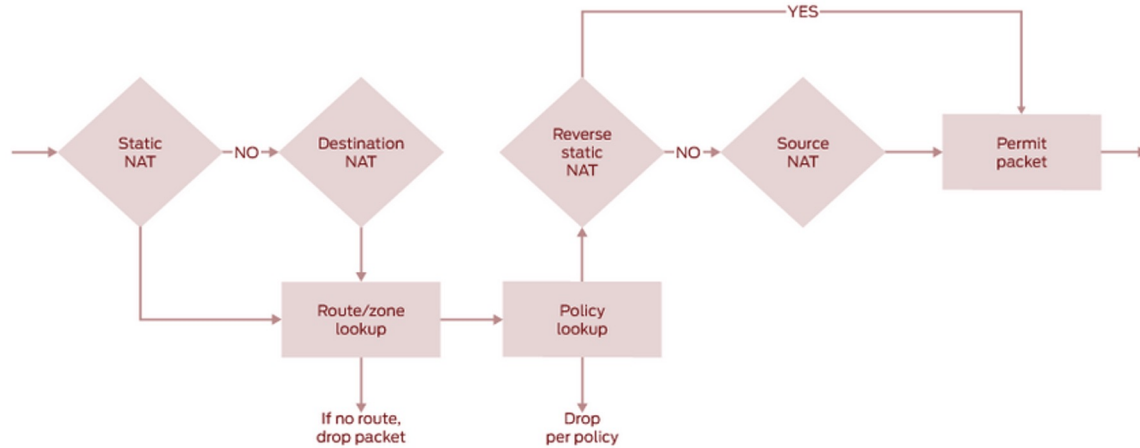 YES
Static
NAT
NO
Destination
NAT
Reverse
static
NAT
NO
Source
NAT
Permit
packet
Route/zone
lookup
Policy
lookup
If no route,
drop packet
Drop
per policy